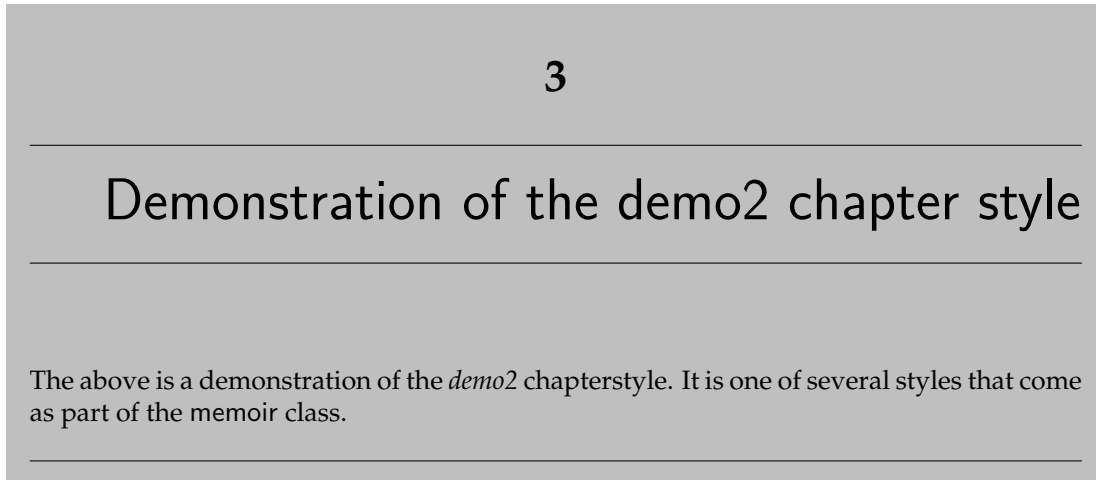 3
Demonstration of the demo2 chapter style
The above is a demonstration of the demo2 chapterstyle. It is one of several styles that come
as part of the memoir class.